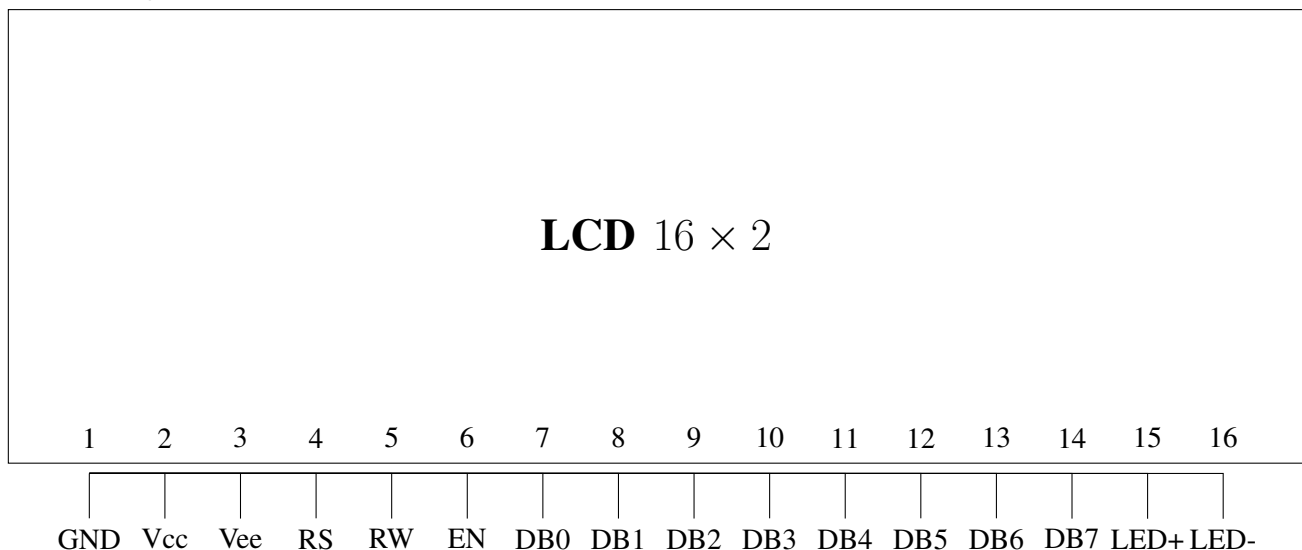 LCD 16 × 2
1 2 3 4 5 6 7 8 9 10 11 12 13 14 15 16
GND Vcc Vee RS RW EN DB0 DB1 DB2 DB3 DB4 DB5 DB6 DB7 LED+ LED-